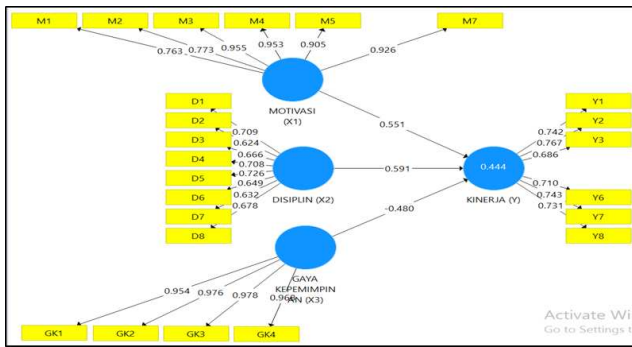 M1 M2 M3 M4 M5 M7
0.763 0.773 0.955 0.953 0.905 0.926
MOTIVASI
(X1)
D1
D2
D3
D4
D5
D6
D7
D8
0.709
0.624
0.666
0.708
0.726
0.649
0.632
0.678
DISIPLIN (X2)
0.551
0.591
-0.480
0.444
KINERJA (Y)
Y1
Y2
Y3
Y6
Y7
Y8
0.742
0.767
0.686
0.710
0.743
0.731
GAYA
KEPEMIMPIN
AN (X3)
0.954 0.976 0.978
GK1 GK2 GK3 GK4
Activate Wi
Go to Settings t